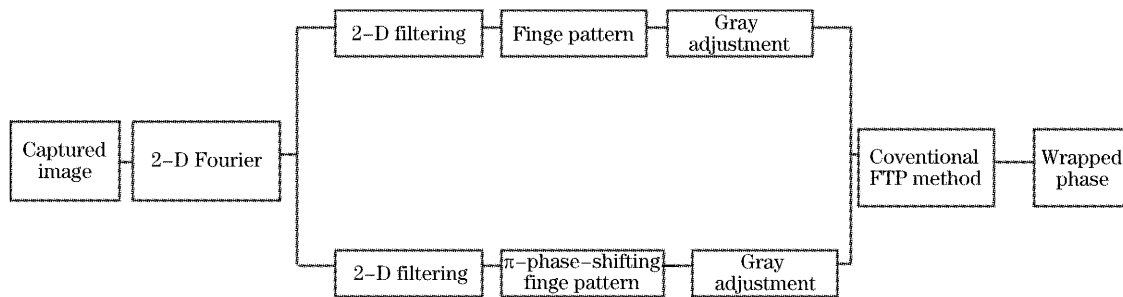 2-D filtering
Finge pattern
Gray
adjustment
Captured
image
2-D Fourier
Coventional
FTP method
Wrapped
phase
2-D filtering
π-phase-shifting
finge pattern
Gray
adjustment